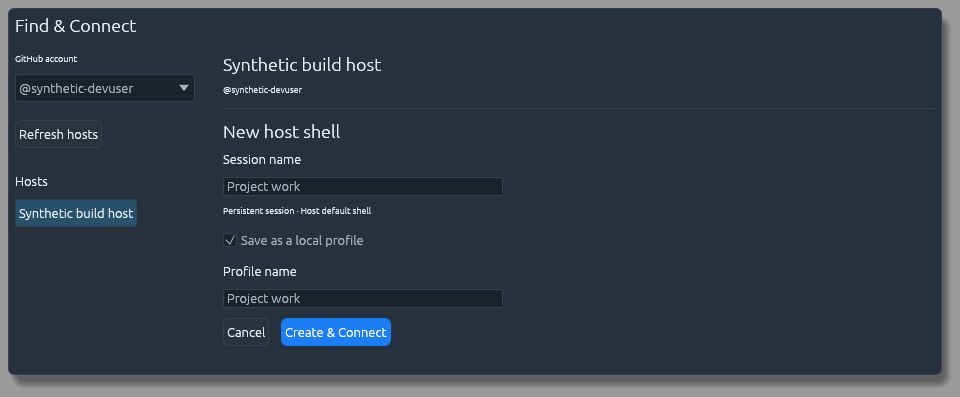 Find & Connect
GitHub account
@synthetic-devuser
Refresh hosts
Hosts
Synthetic build host
Synthetic build host
@synthetic-devuser
New host shell
Session name
Project work
Persistent session · Host default shell
Save as a local profile
Profile name
Project work
Cancel
Create & Connect